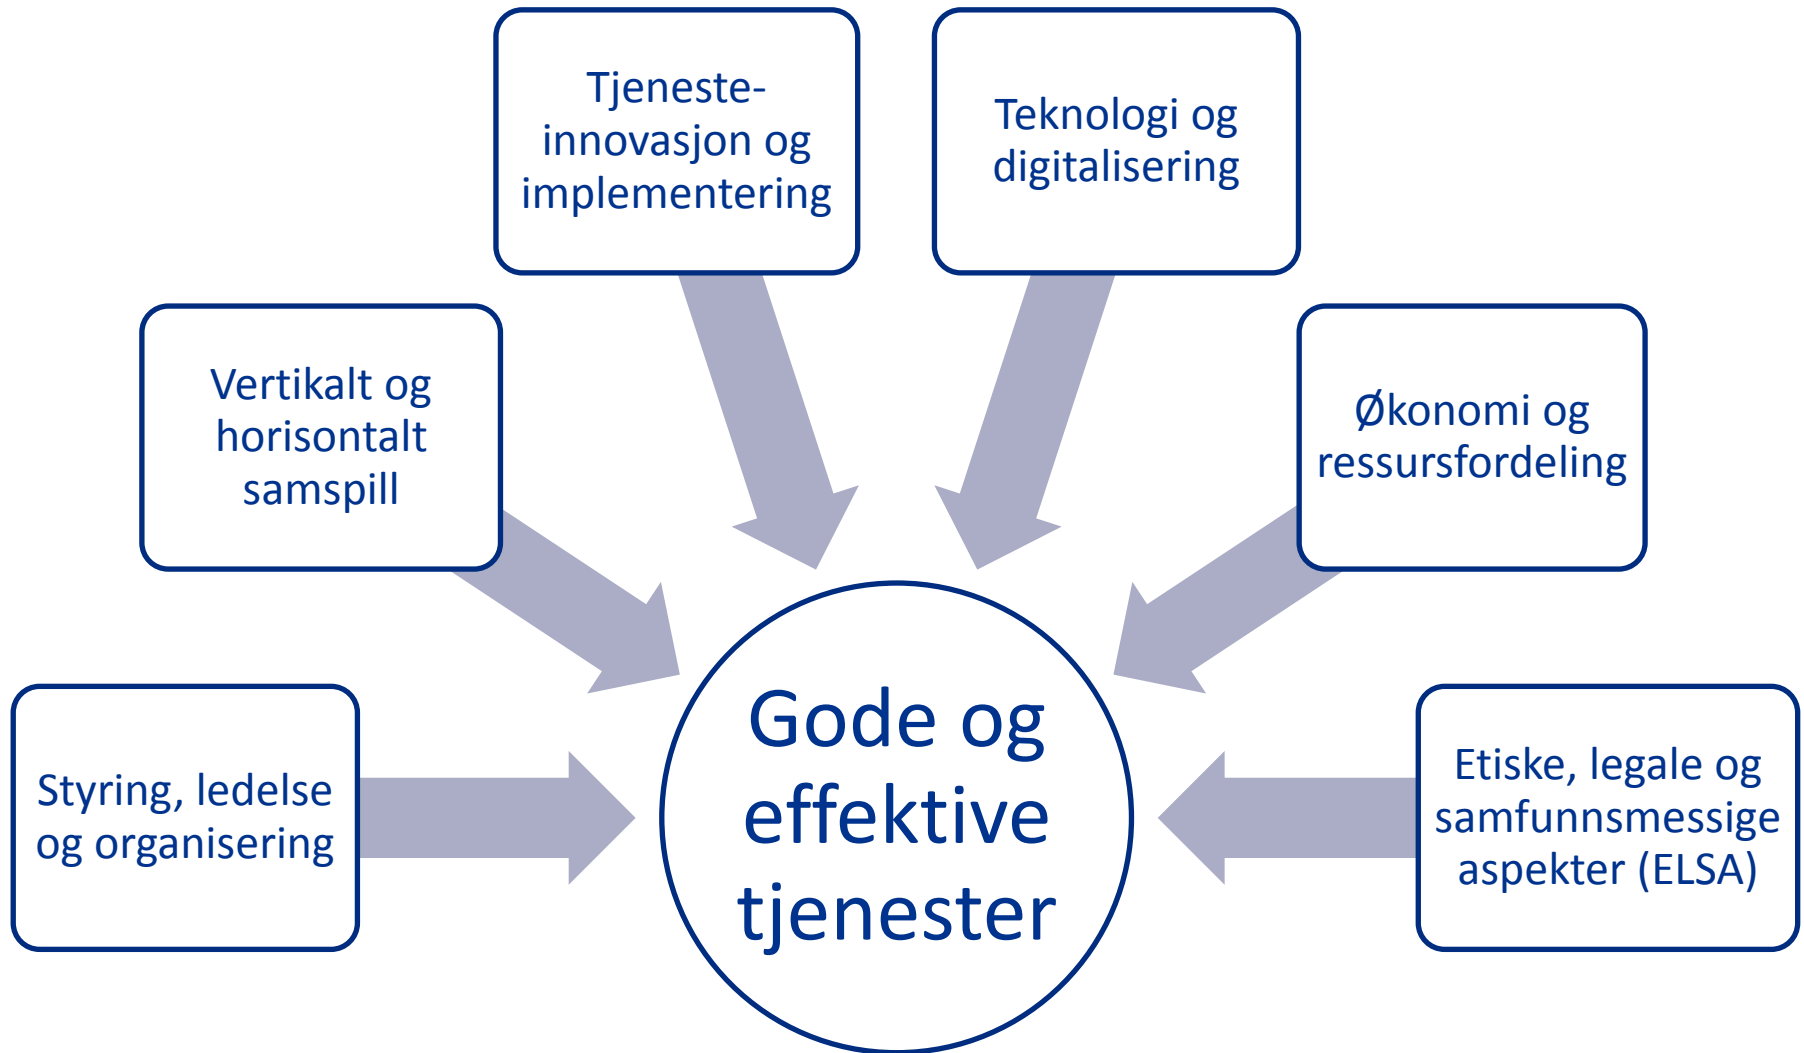 Tjeneste-
innovasjon og
implementering
Teknologi og
digitalisering
Vertikalt og
horisontalt
samspill
Økonomi og
ressursfordeling
Styring, ledelse
og organisering
Gode og
effektive
tjenester
Etiske, legale og
samfunnsmessige
aspekter (ELSA)